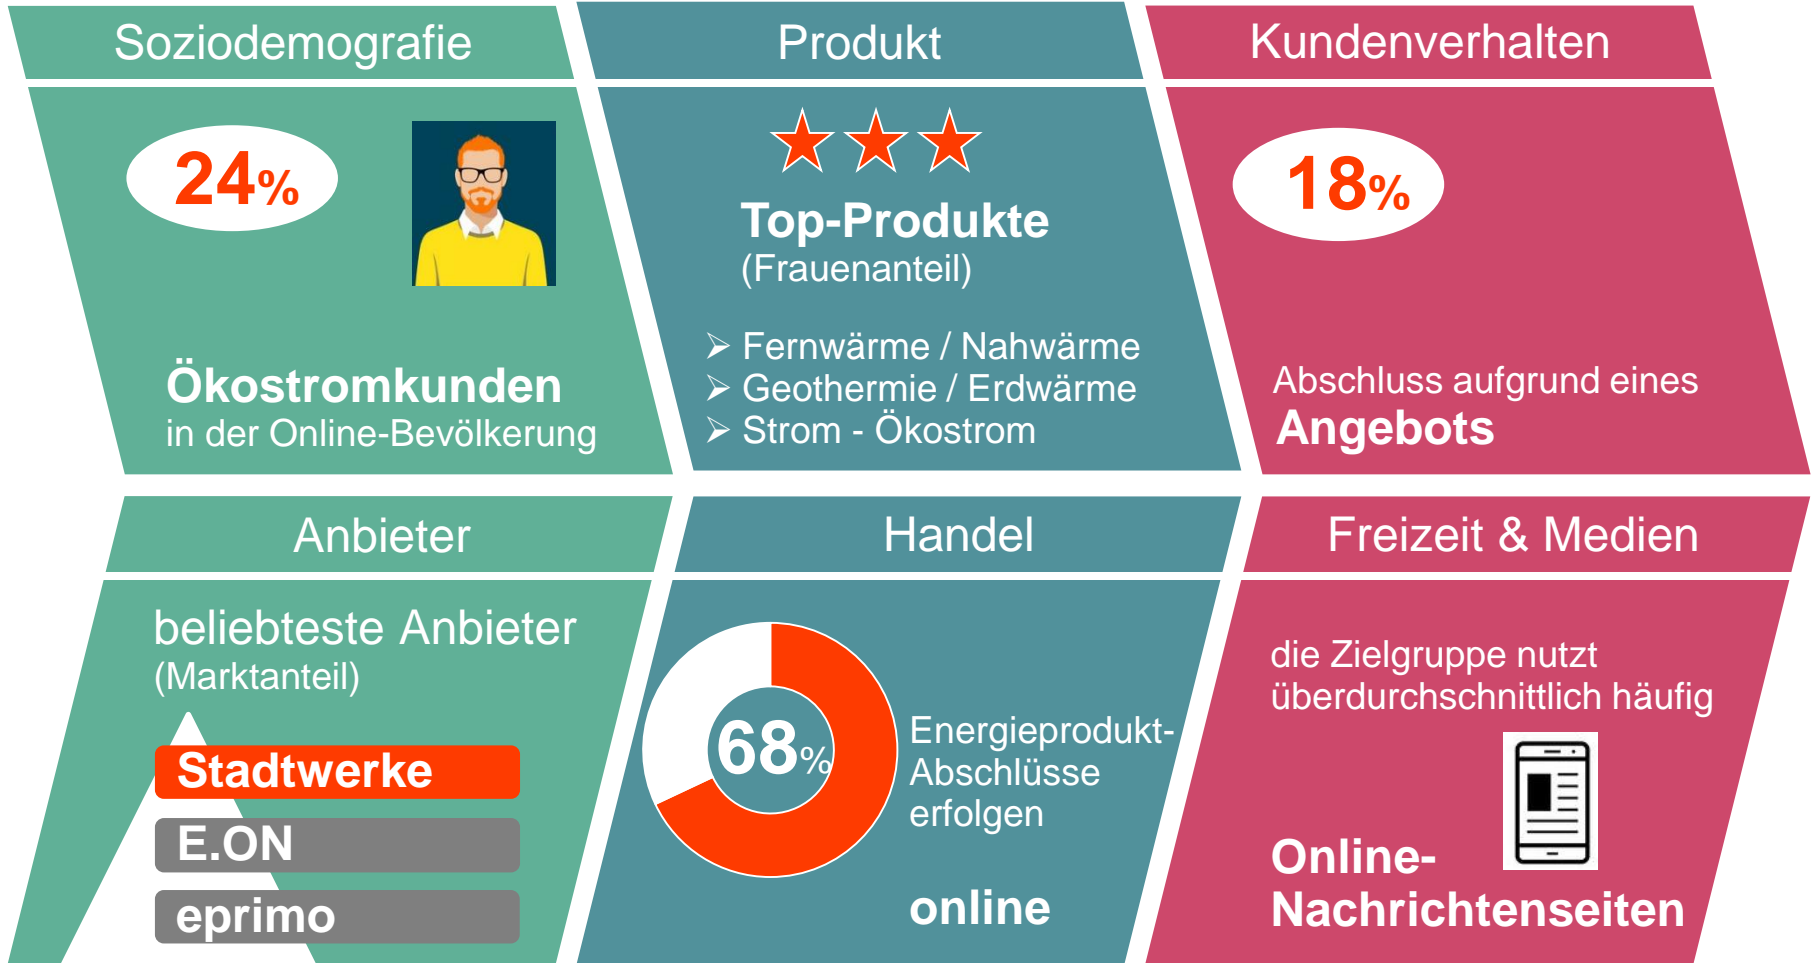 Soziodemografie
24%
Ökostromkunden
in der Online-Bevölkerung
Produkt
Top-Produkte
(Frauenanteil)
Fernwärme / Nahwärme
Geothermie / Erdwärme
Strom - Ökostrom
Kundenverhalten
18%
Abschluss aufgrund eines
Angebots
Anbieter
beliebteste Anbieter
(Marktanteil)
Stadtwerke
E.ON
eprimo
Handel
68%
Energieprodukt-
Abschlüsse
erfolgen
online
Freizeit & Medien
die Zielgruppe nutzt
überdurchschnittlich häufig
Online-
Nachrichtenseiten